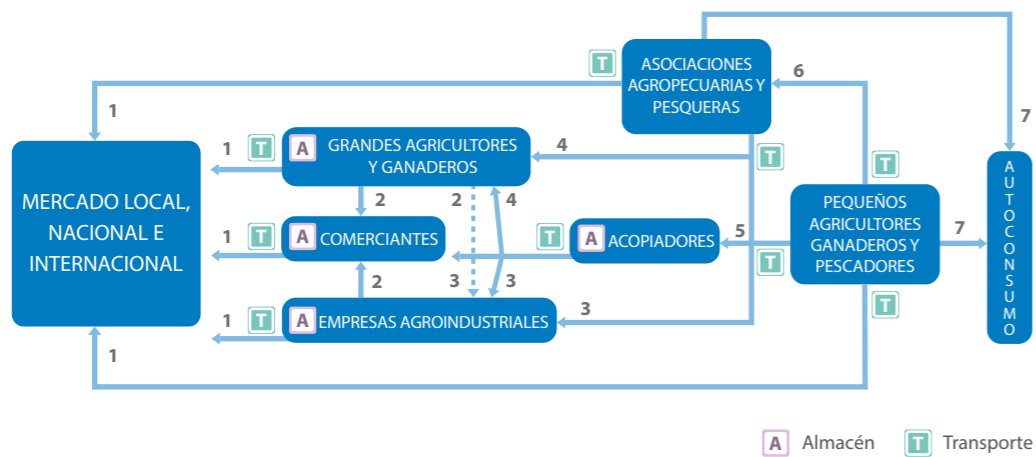 ASOCIACIONES
AGROPECUARIAS Y
PESQUERAS
T
6
7
1
1
T
A
GRANDES AGRICULTORES
Y GANADEROS
4
T
T
MERCADO LOCAL,
NACIONAL E
INTERNACIONAL
2
2
4
PEQUEÑOS
AGRICULTORES
GANADEROS Y
PESCADORES
7
AUTOCONSUMO
1
T
A
COMERCIANTES
T
A
ACOPIADORES
5
T
2
3
3
T
1
T
A
EMPRESAS AGROINDUSTRIALES
3
1
A
Almacén
T
Transporte